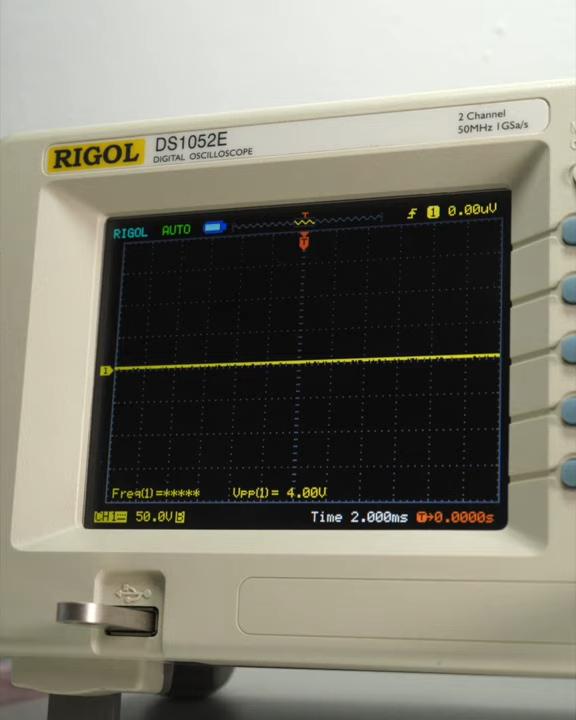 RIGOL DS1052E
DIGITAL OSCILLOSCOPE
2 Channel
50MHz 1GSa/s
T
RIGOL AUTO 1 0.00uV
T
1
Freq(1)=***** Vpp(1)= 4.00V
CH1 50.0V B Time 2.000ms T→0.0000s